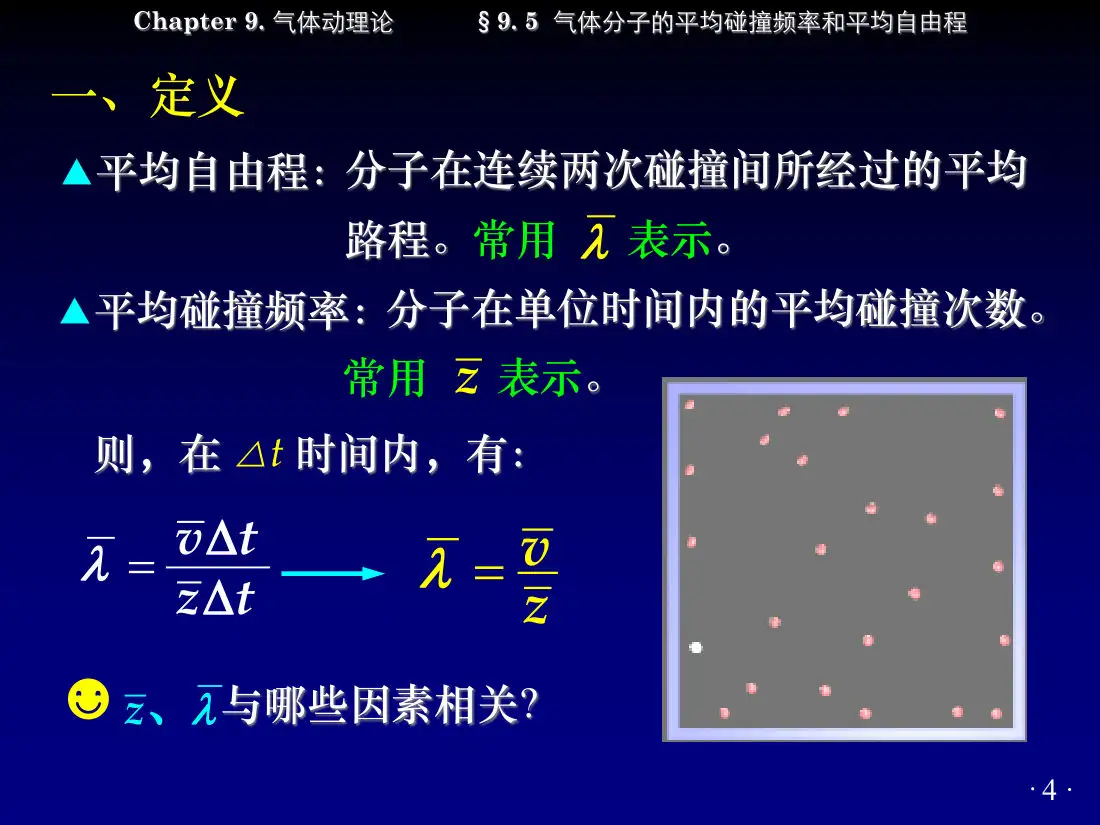 Chapter 9. 气体动理论 §9. 5 气体分子的平均碰撞频率和平均自由程
一、定义
▲平均自由程：分子在连续两次碰撞间所经过的平均
路程。常用 λ̄ 表示。
▲平均碰撞频率：分子在单位时间内的平均碰撞次数。
常用 z̄ 表示。
则，在 △t 时间内，有：
λ̄ = v̄Δt / z̄Δt → λ̄ = v̄ / z̄
z̄、λ̄与哪些因素相关?
· 4 ·